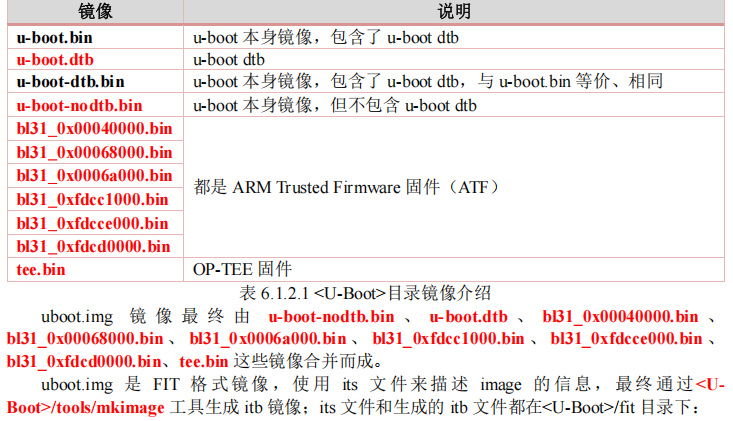 镜像 说明
u-boot.bin u-boot 本身镜像，包含了 u-boot dtb
u-boot.dtb u-boot dtb
u-boot-dtb.bin u-boot 本身镜像，包含了 u-boot dtb，与 u-boot.bin 等价、相同
u-boot-nodtb.bin u-boot 本身镜像，但不包含 u-boot dtb
bl31_0x00040000.bin
bl31_0x00068000.bin
bl31_0x0006a000.bin
都是 ARM Trusted Firmware 固件（ATF）
bl31_0xfdcc1000.bin
bl31_0xfdcce000.bin
bl31_0xfdcd0000.bin
tee.bin OP-TEE 固件
表 6.1.2.1 <U-Boot>目录镜像介绍
uboot.img 镜像最终由 u-boot-nodtb.bin 、 u-boot.dtb 、 bl31_0x00040000.bin 、
bl31_0x00068000.bin 、 bl31_0x0006a000.bin 、 bl31_0xfdcc1000.bin 、 bl31_0xfdcce000.bin 、
bl31_0xfdcd0000.bin、tee.bin 这些镜像合并而成。
uboot.img 是 FIT 格式镜像，使用 its 文件来描述 image 的信息，最终通过<U-
Boot>/tools/mkimage 工具生成 itb 镜像；its 文件和生成的 itb 文件都在<U-Boot>/fit 目录下：